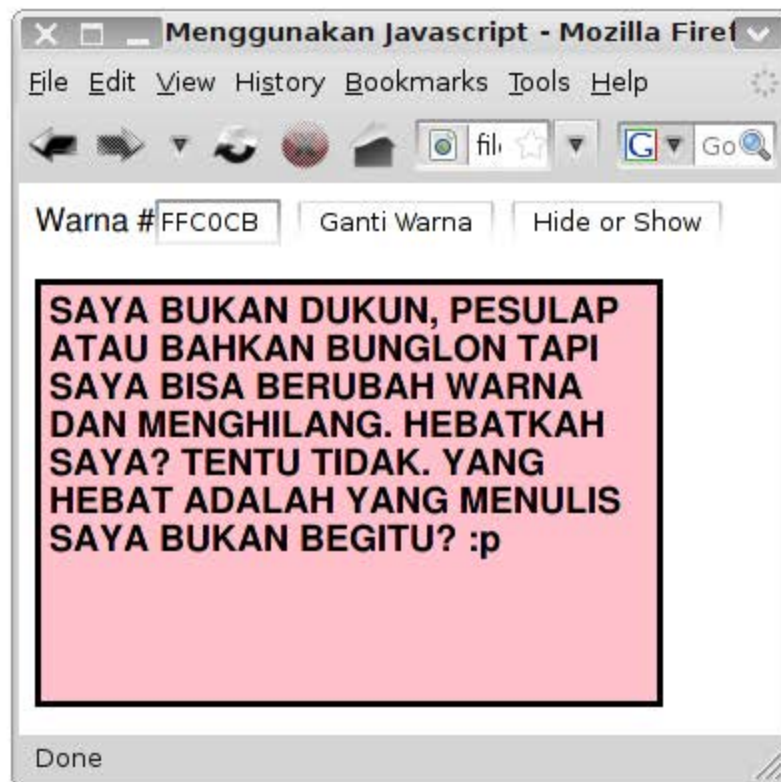 Menggunakan Javascript - Mozilla Firef
File Edit View History Bookmarks Tools Help
fil G Go
Warna # FFC0CB Ganti Warna Hide or Show
SAYA BUKAN DUKUN, PESULAP
ATAU BAHKAN BUNGLON TAPI
SAYA BISA BERUBAH WARNA
DAN MENGHILANG. HEBATKAH
SAYA? TENTU TIDAK. YANG
HEBAT ADALAH YANG MENULIS
SAYA BUKAN BEGITU? :p
Done